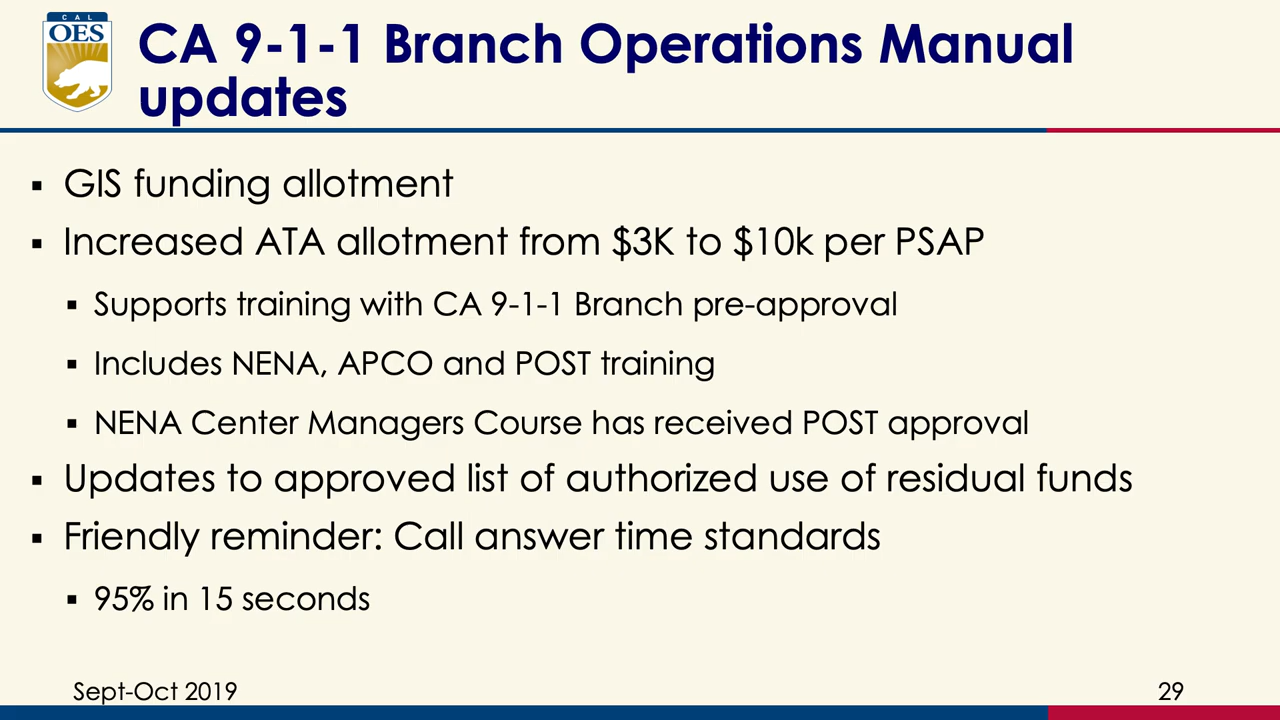 CAL
OES
CA 9-1-1 Branch Operations Manual
updates
▪ GIS funding allotment
▪ Increased ATA allotment from $3K to $10k per PSAP
▪ Supports training with CA 9-1-1 Branch pre-approval
▪ Includes NENA, APCO and POST training
▪ NENA Center Managers Course has received POST approval
▪ Updates to approved list of authorized use of residual funds
▪ Friendly reminder: Call answer time standards
▪ 95% in 15 seconds
Sept-Oct 2019
29